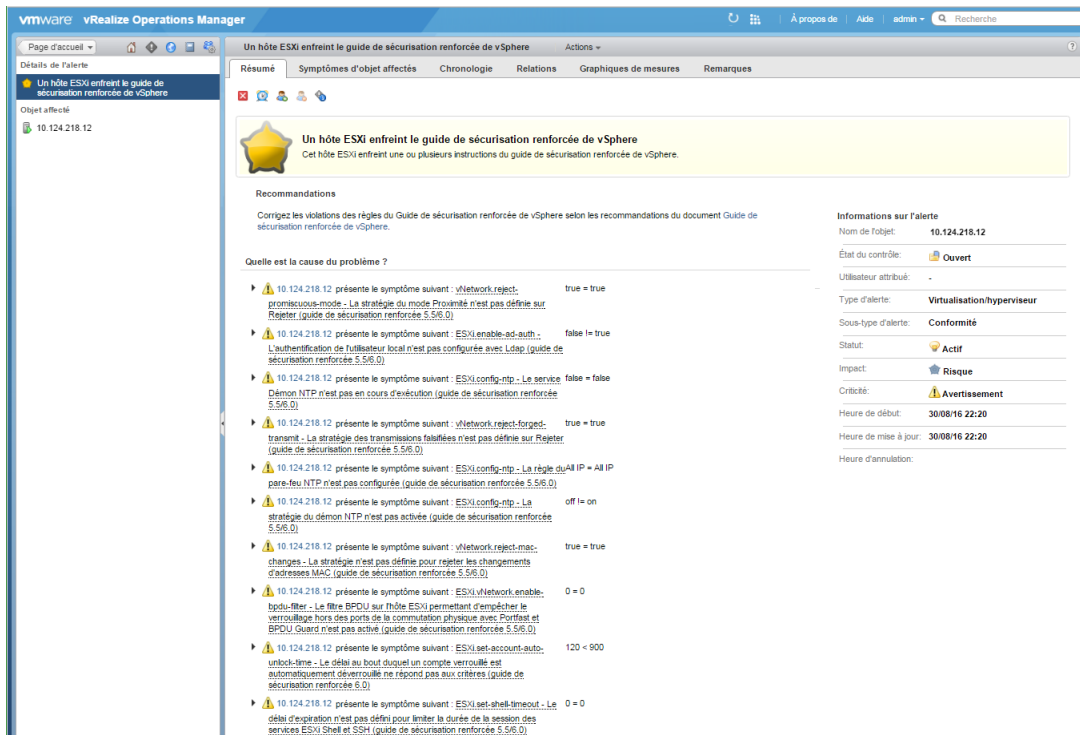 vmware vRealize Operations Manager
À propos de
Aide
admin
Recherche
Page d'accueil
Détails de l'alerte
Un hôte ESXi enfreint le guide de
sécurisation renforcée de vSphere
Objet affecté
10.124.218.12
Un hôte ESXi enfreint le guide de sécurisation renforcée de vSphere
Actions
Résumé
Symptômes d'objet affectés
Chronologie
Relations
Graphiques de mesures
Remarques
Un hôte ESXi enfreint le guide de sécurisation renforcée de vSphere
Cet hôte ESXi enfreint une ou plusieurs instructions du guide de sécurisation renforcée de vSphere.
Recommandations
Corrigez les violations des règles du Guide de sécurisation renforcée de vSphere selon les recommandations du document Guide de
sécurisation renforcée de vSphere.
Quelle est la cause du problème ?
10.124.218.12 présente le symptôme suivant : vNetwork.reject- true = true
promiscuous-mode - La stratégie du mode Proximité n'est pas définie sur
Rejeter (guide de sécurisation renforcée 5.5/6.0)
10.124.218.12 présente le symptôme suivant : ESXi.enable-ad-auth - false != true
L'authentification de l'utilisateur local n'est pas configurée avec Ldap (guide de
sécurisation renforcée 5.5/6.0)
10.124.218.12 présente le symptôme suivant : ESXi.config-ntp - Le service false = false
Démon NTP n'est pas en cours d'exécution (guide de sécurisation renforcée
5.5/6.0)
10.124.218.12 présente le symptôme suivant : vNetwork.reject-forged- true = true
transmit - La stratégie des transmissions falsifiées n'est pas définie sur Rejeter
(guide de sécurisation renforcée 5.5/6.0)
10.124.218.12 présente le symptôme suivant : ESXi.config-ntp - La règle du All IP = All IP
pare-feu NTP n'est pas configurée (guide de sécurisation renforcée 5.5/6.0)
10.124.218.12 présente le symptôme suivant : ESXi.config-ntp - La off != on
stratégie du démon NTP n'est pas activée (guide de sécurisation renforcée
5.5/6.0)
10.124.218.12 présente le symptôme suivant : vNetwork.reject-mac- true = true
changes - La stratégie n'est pas définie pour rejeter les changements
d'adresses MAC (guide de sécurisation renforcée 5.5/6.0)
10.124.218.12 présente le symptôme suivant : ESXi.vNetwork.enable- 0 = 0
bpdu-filter - Le filtre BPDU sur l'hôte ESXi permettant d'empêcher le
verrouillage hors des ports de la commutation physique avec Portfast et
BPDU Guard n'est pas activé (guide de sécurisation renforcée 5.5/6.0)
10.124.218.12 présente le symptôme suivant : ESXi.set-account-auto- 120 < 900
unlock-time - Le délai au bout duquel un compte verrouillé est
automatiquement déverrouillé ne répond pas aux critères (guide de
sécurisation renforcée 6.0)
10.124.218.12 présente le symptôme suivant : ESXi.set-shell-timeout - Le 0 = 0
délai d'expiration n'est pas défini pour limiter la durée de la session des
services ESXi Shell et SSH (guide de sécurisation renforcée 5.5/6.0)
Informations sur l'alerte
Nom de l'objet: 10.124.218.12
État du contrôle: Ouvert
Utilisateur attribué: -
Type d'alerte: Virtualisation/hyperviseur
Sous-type d'alerte: Conformité
Statut: Actif
Impact: Risque
Criticité: Avertissement
Heure de début: 30/08/16 22:20
Heure de mise à jour: 30/08/16 22:20
Heure d'annulation: